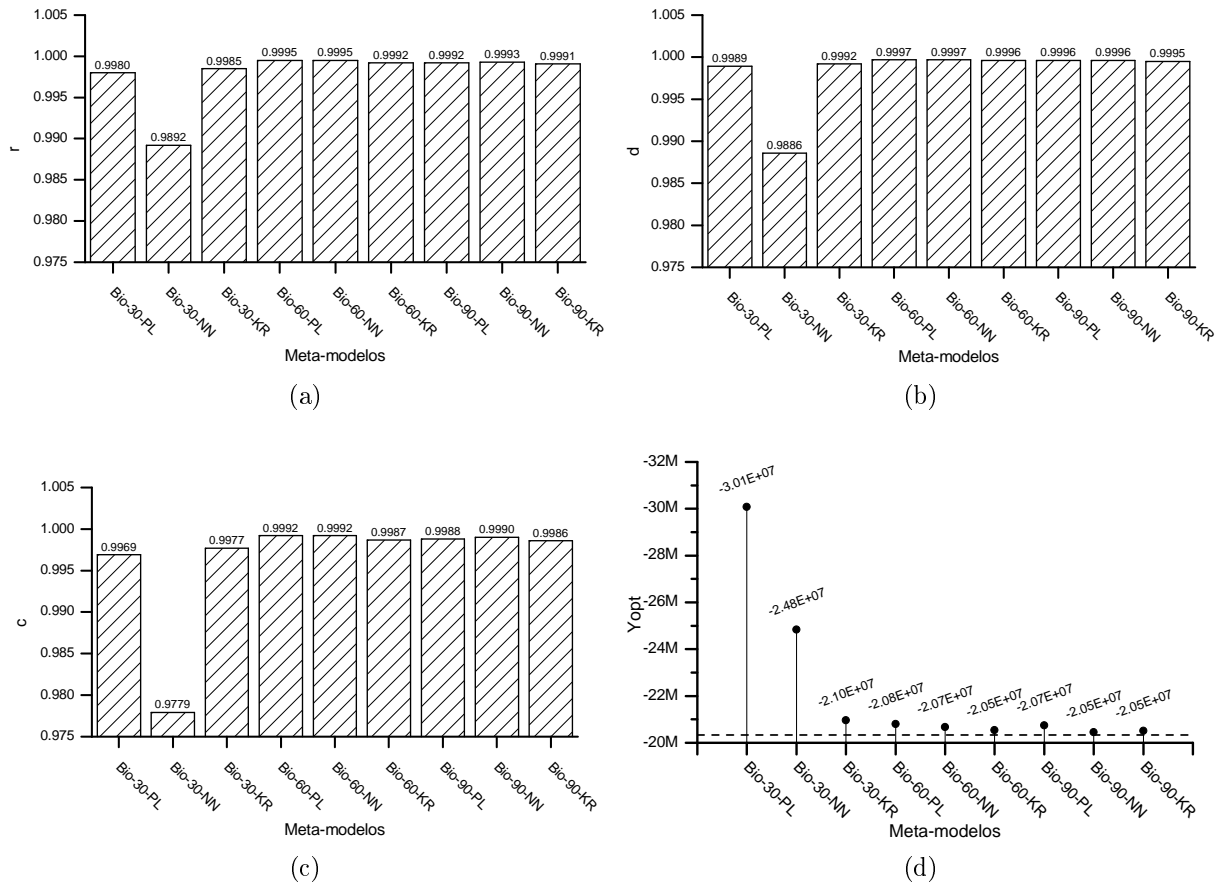 1.005
1.000
0.995
0.990
0.985
0.980
0.975
r
0.9980
0.9892
0.9985
0.9995
0.9995
0.9992
0.9992
0.9993
0.9991
Bio-30-PL
Bio-30-NN
Bio-30-KR
Bio-60-PL
Bio-60-NN
Bio-60-KR
Bio-90-PL
Bio-90-NN
Bio-90-KR
Meta-modelos
(a)
1.005
1.000
0.995
0.990
0.985
0.980
0.975
d
0.9989
0.9886
0.9992
0.9997
0.9997
0.9996
0.9996
0.9996
0.9995
Bio-30-PL
Bio-30-NN
Bio-30-KR
Bio-60-PL
Bio-60-NN
Bio-60-KR
Bio-90-PL
Bio-90-NN
Bio-90-KR
Meta-modelos
(b)
1.005
1.000
0.995
0.990
0.985
0.980
0.975
c
0.9969
0.9779
0.9977
0.9992
0.9992
0.9987
0.9988
0.9990
0.9986
Bio-30-PL
Bio-30-NN
Bio-30-KR
Bio-60-PL
Bio-60-NN
Bio-60-KR
Bio-90-PL
Bio-90-NN
Bio-90-KR
Meta-modelos
(c)
-32M
-30M
-28M
-26M
-24M
-22M
-20M
Yopt
-3.01E+07
-2.48E+07
-2.10E+07
-2.08E+07
-2.07E+07
-2.05E+07
-2.07E+07
-2.05E+07
-2.05E+07
Bio-30-PL
Bio-30-NN
Bio-30-KR
Bio-60-PL
Bio-60-NN
Bio-60-KR
Bio-90-PL
Bio-90-NN
Bio-90-KR
Meta-modelos
(d)